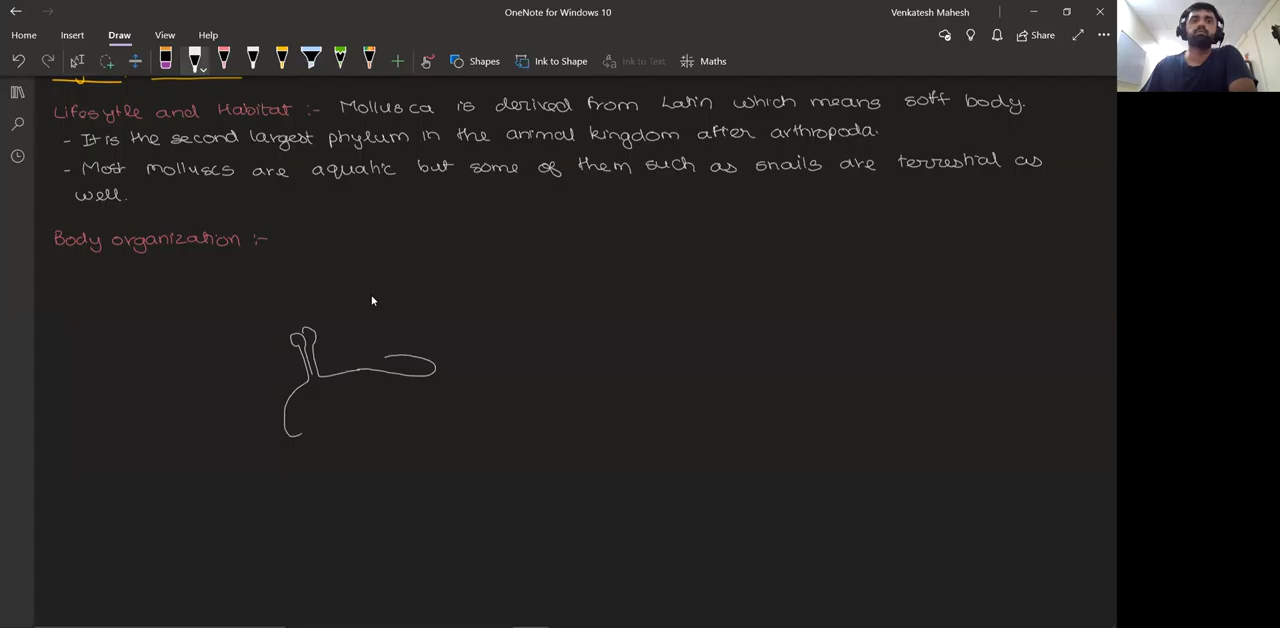 OneNote for Windows 10
Venkatesh Mahesh
Home Insert Draw View Help
Share
Shapes Ink to Shape Ink to Text Maths
Lifesytle and Habitat :- Mollusca is derived from Latin which means soft body.
- It is the second largest phylum in the animal kingdom after arthropoda.
- Most molluscs are aquatic but some of them such as snails are terrestial as
well.
Body organization :-